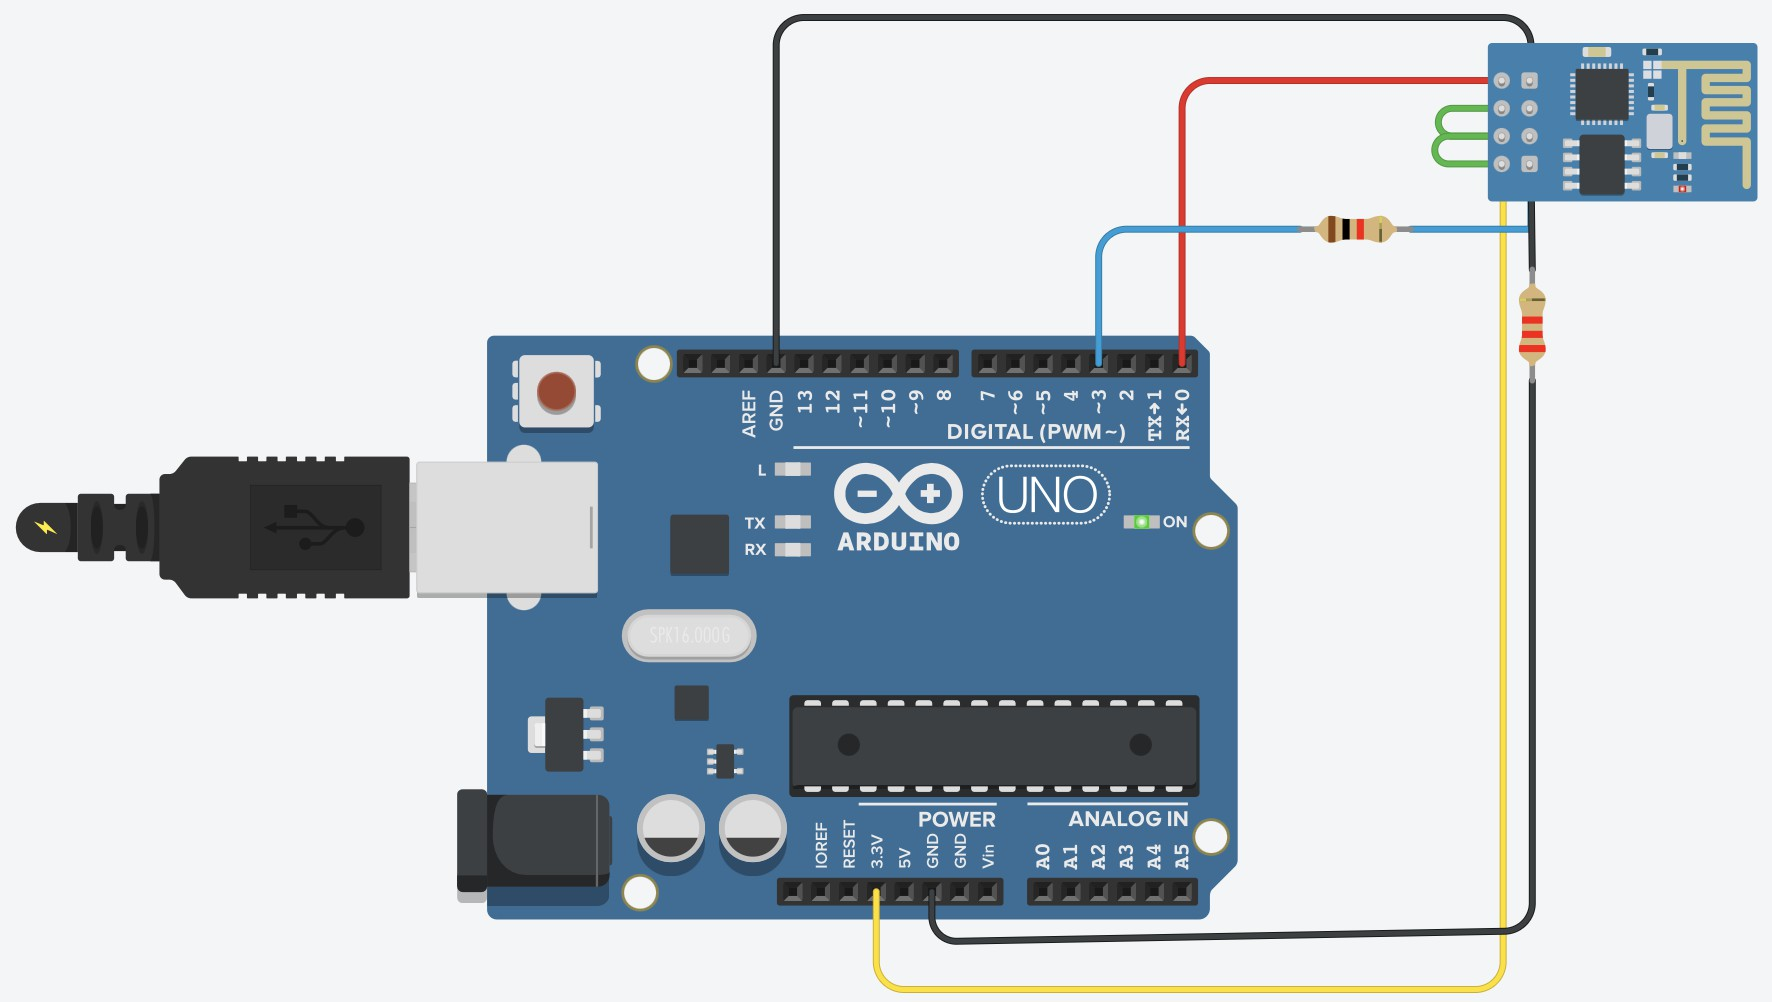 AREF
GND
13
12
~11
~10
~9
8
7
~6
~5
4
~3
2
TX→1
RX←0
DIGITAL (PWM~)
L
TX
RX
ARDUINO
UNO
ON
SPK16.000G
POWER
ANALOG IN
IOREF
RESET
3.3V
5V
GND
GND
Vin
A0
A1
A2
A3
A4
A5